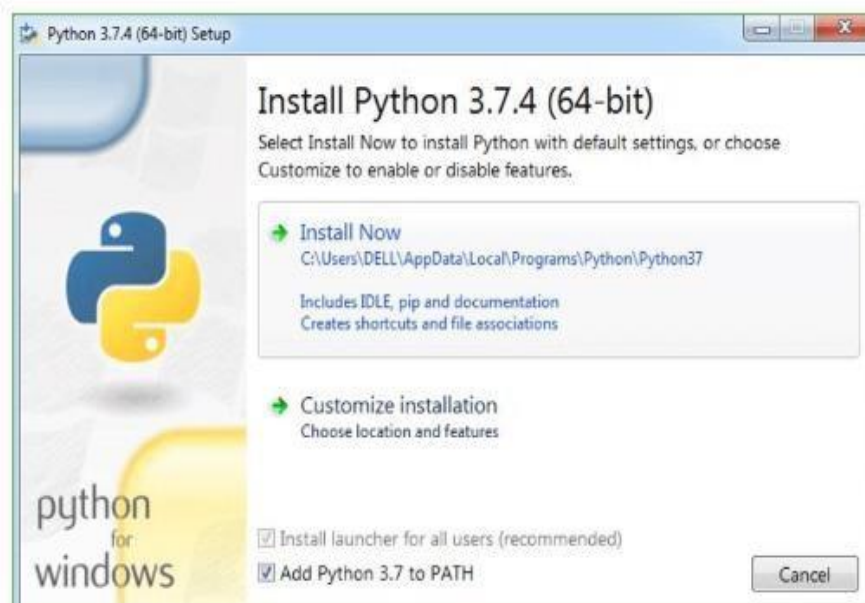 Python 3.7.4 (64-bit) Setup
Install Python 3.7.4 (64-bit)
Select Install Now to install Python with default settings, or choose
Customize to enable or disable features.
Install Now
C:\Users\DELL\AppData\Local\Programs\Python\Python37
Includes IDLE, pip and documentation
Creates shortcuts and file associations
Customize installation
Choose location and features
python
for
windows
Install launcher for all users (recommended)
Add Python 3.7 to PATH
Cancel